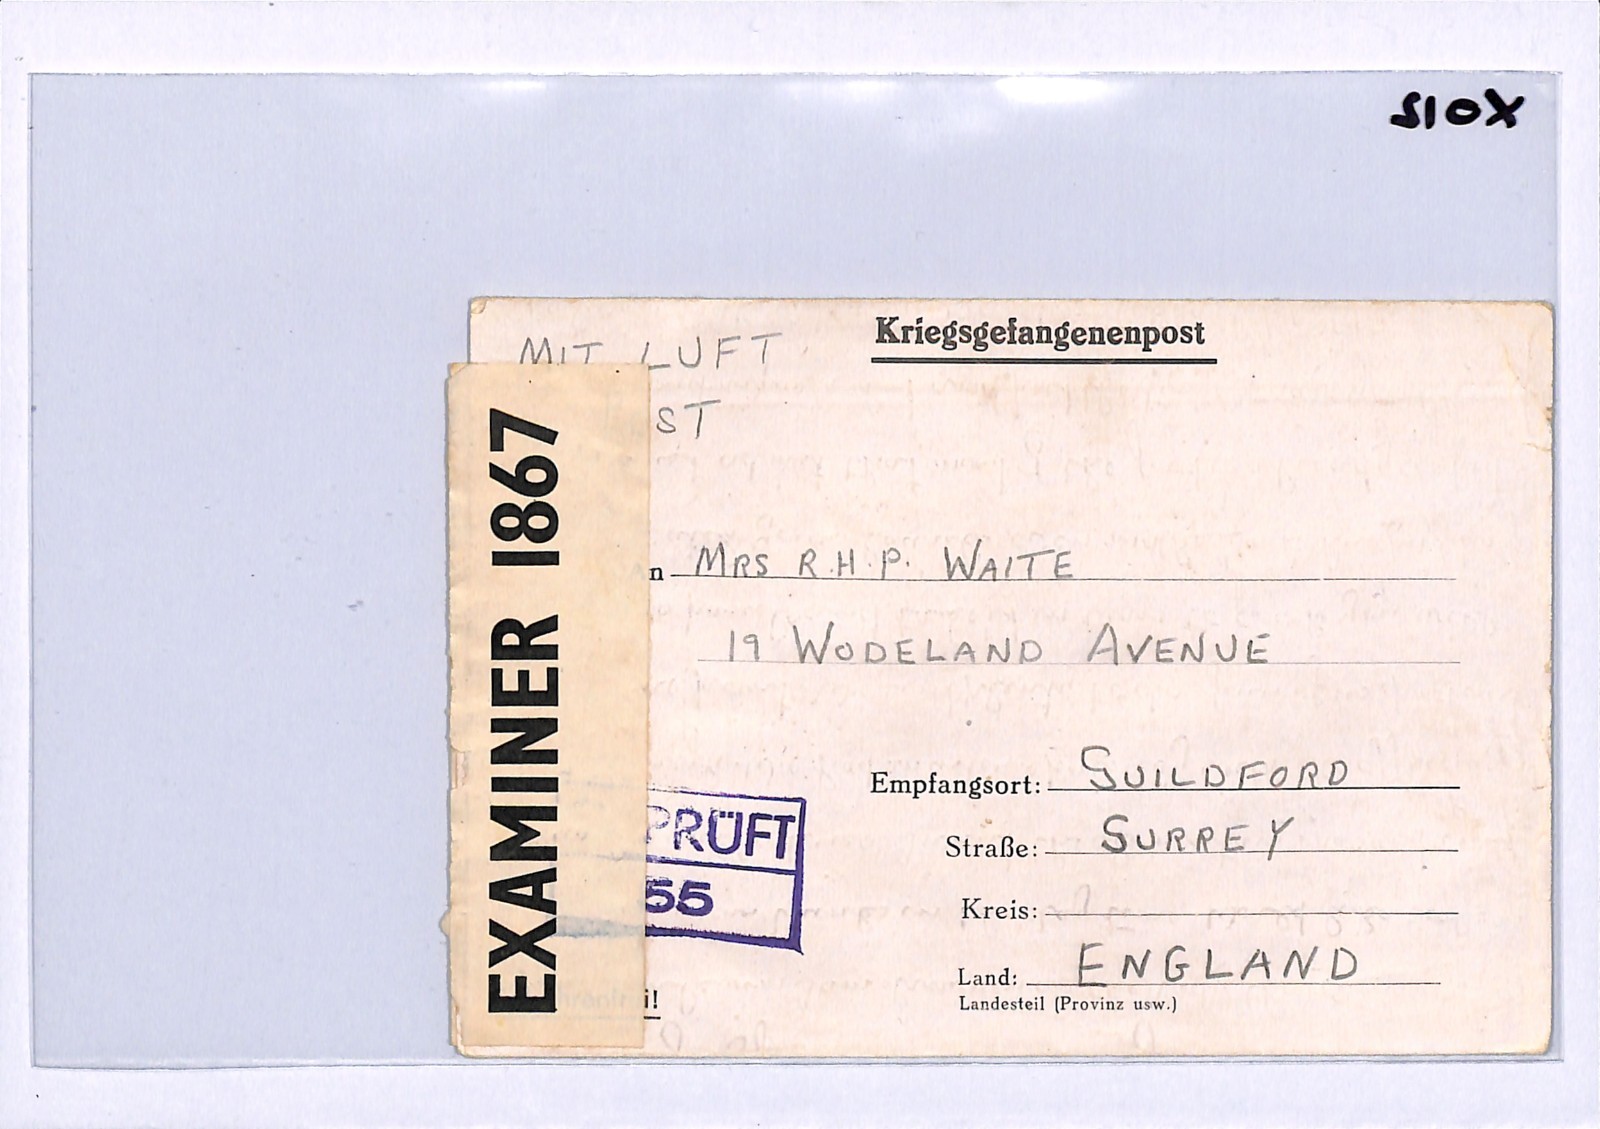 Kriegsgefangenenpost
MIT LUFT
ST
EXAMINER 1867
n MRS R.H.P. WAITE
19 WODELAND AVENUE
Empfangsort: GUILDFORD
Straße: SURREY
Kreis:
Land: ENGLAND
Landesteil (Provinz usw.)
PRÜFT
55
i!